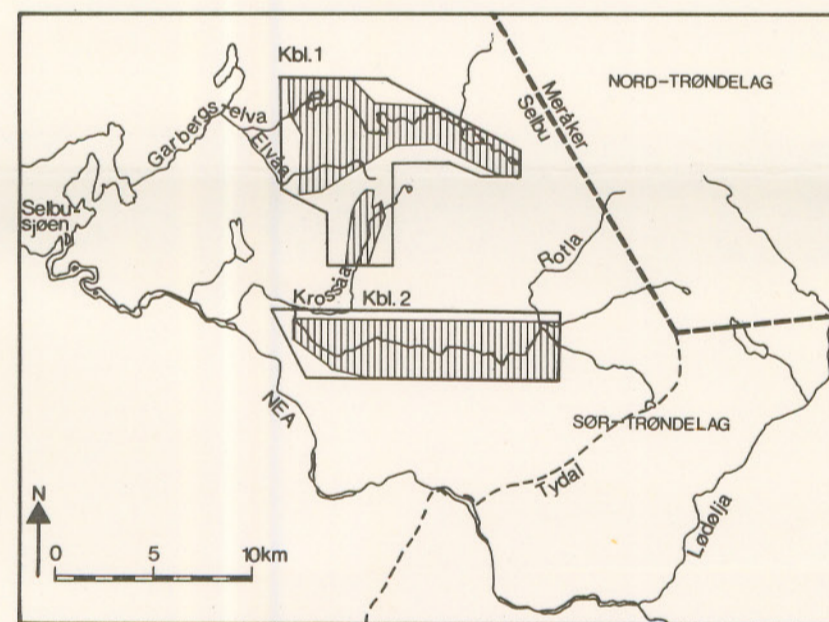 Kbl.1
NORD-TRØNDELAG
Meråker
Selbu
Garbergs-elva
Elvåa
Selbu-
sjøen
Rotla
Krossåa
Kbl.2
NEA
SØR-TRØNDELAG
Tydal
Lødølja
N
0 5 10km